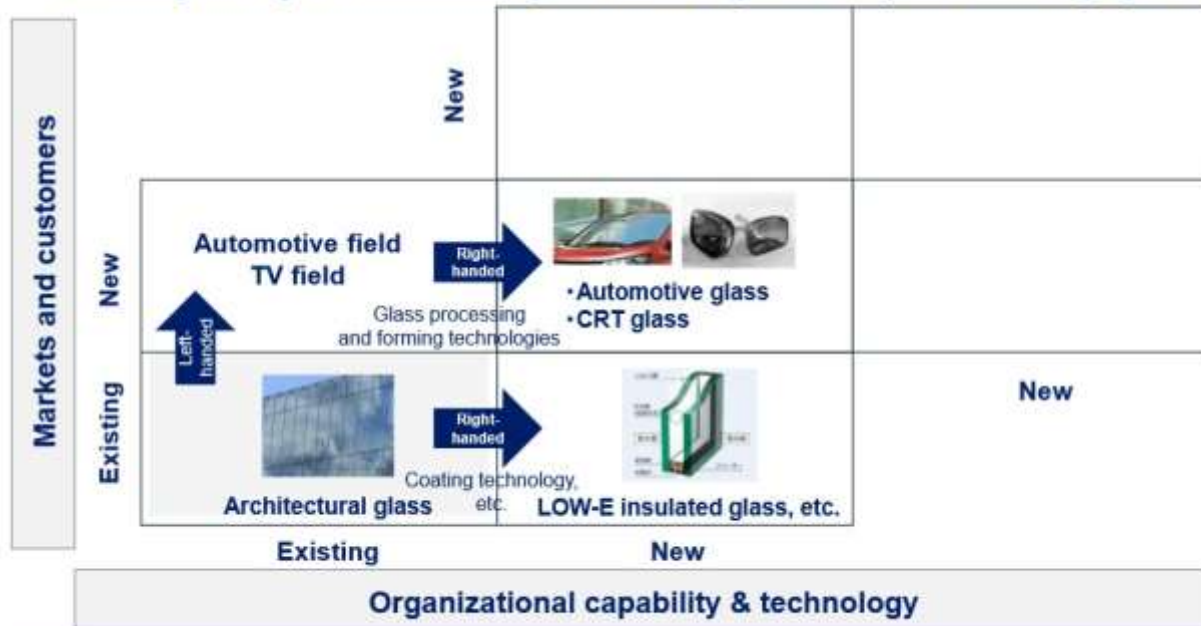 New
Markets and customers
New
Automotive field
TV field
Right-
handed
・Automotive glass
・CRT glass
Glass processing
and forming technologies
Left-
handed
Existing
Right-
handed
New
Coating technology,
etc.
Architectural glass
LOW-E insulated glass, etc.
Existing
New
Organizational capability & technology